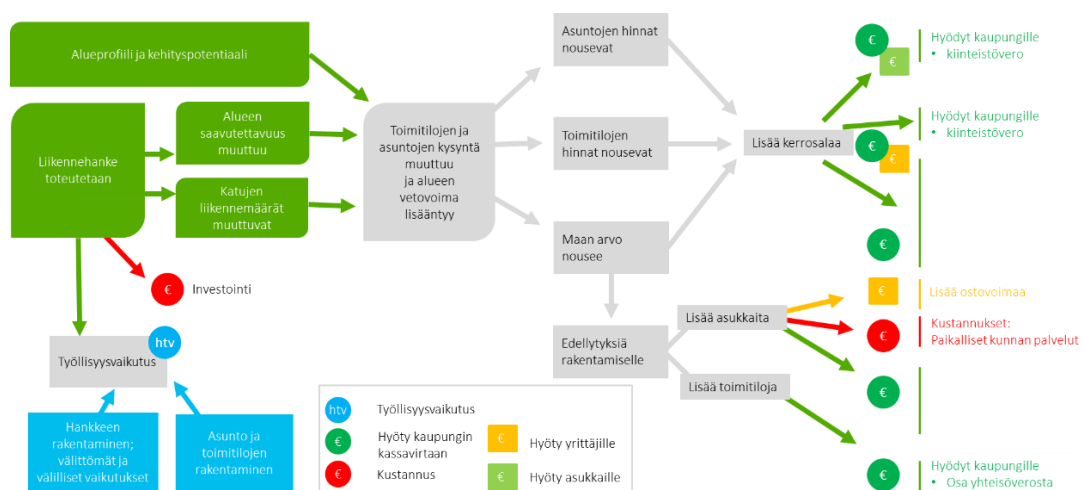 Alueprofiili ja kehityspotentiaali
Liikennehanke
toteutetaan
Alueen
saavutettavuus
muuttuu
Katujen
liikennemäärät
muuttuvat
€
Investointi
htv
Työllisyysvaikutus
Hankkeen
rakentaminen;
välittömät ja
välilliset vaikutukset
Asunto ja
toimitilojen
rakentaminen
Toimitilojen ja
asuntojen kysyntä
muuttuu
ja alueen
vetovoima
lisääntyy
Asuntojen hinnat
nousevat
Toimitilojen
hinnat nousevat
Maan arvo
nousee
Edellytyksiä
rakentamiselle
Lisää kerrosalaa
Lisää asukkaita
Lisää toimitiloja
€
€
Hyödyt kaupungille
• kiinteistövero
Hyödyt kaupungille
• kiinteistövero
€
€
€
€
Lisää ostovoimaa
€
Kustannukset:
Paikalliset kunnan palvelut
€
€
Hyödyt kaupungille
• Osa yhteisöverosta
htv
Työllisyysvaikutus
€
Hyöty kaupungin
kassavirtaan
€
Kustannus
€
Hyöty yrittäjille
€
Hyöty asukkaille